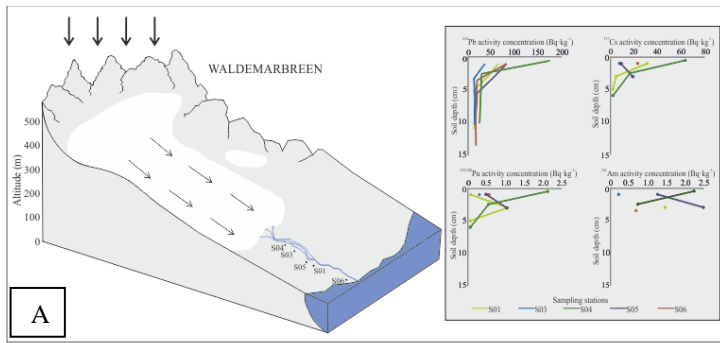 WALDEMARBREEN
Altitude (m)
500
400
300
200
100
0
S04
S03
S05
S01
S06
A
²¹⁰Pb activity concentration (Bq·kg⁻¹)
0 50 100 150 200
Soil depth (cm)
0
5
10
15
¹³⁷Cs activity concentration (Bq·kg⁻¹)
0 20 40 60 80
Soil depth (cm)
0
5
10
15
²³⁹,²⁴⁰Pu activity concentration (Bq·kg⁻¹)
0 0.5 1.0 1.5 2.0 2.5
Soil depth (cm)
0
5
10
15
²⁴¹Am activity concentration (Bq·kg⁻¹)
0 0.5 1.0 1.5 2.0 2.5
Soil depth (cm)
0
5
10
15
Sampling stations
S01 S03 S04 S05 S06